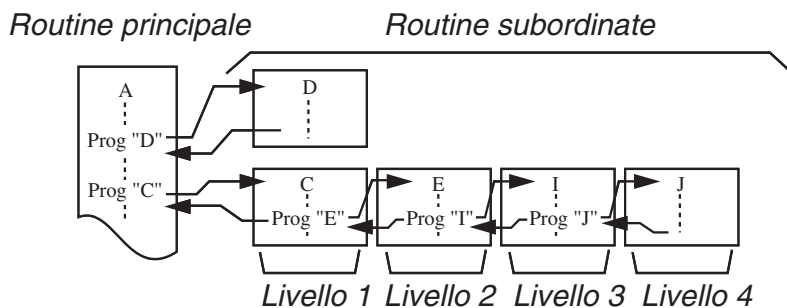 Routine principale
Routine subordinate
A
Prog "D"
Prog "C"
D
C
Prog "E"
E
Prog "I"
I
Prog "J"
J
Livello 1
Livello 2
Livello 3
Livello 4